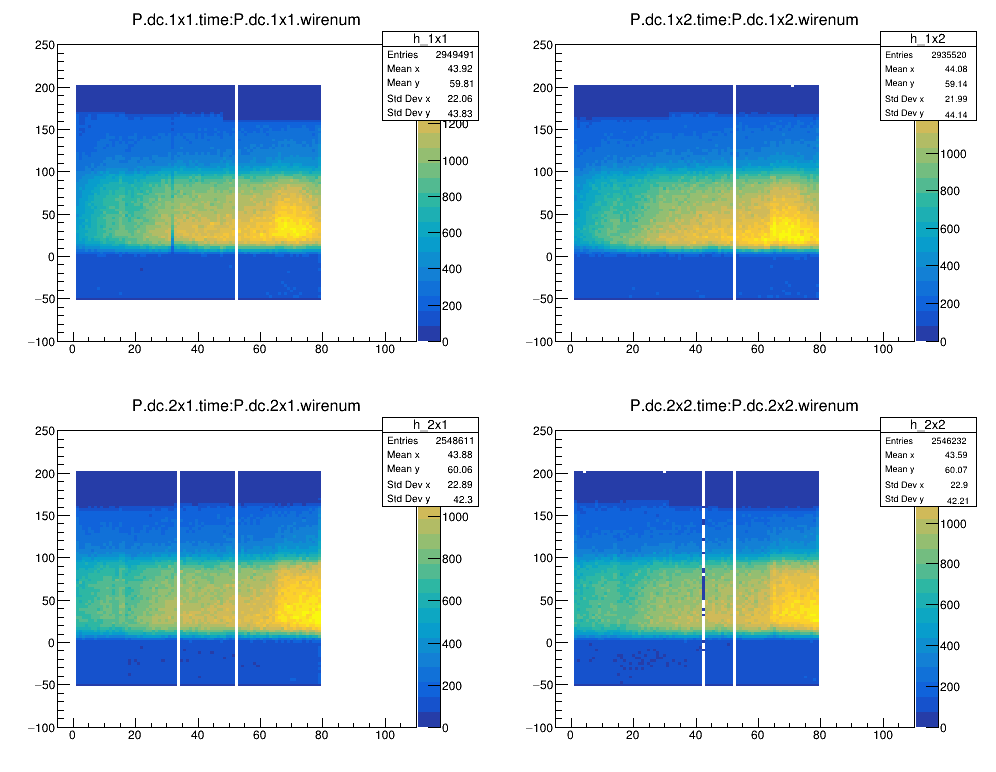 P.dc.1x1.time:P.dc.1x1.wirenum
h_1x1
Entries 2949491
Mean x 43.92
Mean y 59.81
Std Dev x 22.06
Std Dev y 43.83
250
200
150
100
50
0
−50
−100
0 20 40 60 80 100
1200
1000
800
600
400
200
0
P.dc.1x2.time:P.dc.1x2.wirenum
h_1x2
Entries 2935520
Mean x 44.08
Mean y 59.14
Std Dev x 21.99
Std Dev y 44.14
250
200
150
100
50
0
−50
−100
0 20 40 60 80 100
1000
800
600
400
200
0
P.dc.2x1.time:P.dc.2x1.wirenum
h_2x1
Entries 2548611
Mean x 43.88
Mean y 60.06
Std Dev x 22.89
Std Dev y 42.3
250
200
150
100
50
0
−50
−100
0 20 40 60 80 100
1000
800
600
400
200
0
P.dc.2x2.time:P.dc.2x2.wirenum
h_2x2
Entries 2546232
Mean x 43.59
Mean y 60.07
Std Dev x 22.9
Std Dev y 42.21
250
200
150
100
50
0
−50
−100
0 20 40 60 80 100
1000
800
600
400
200
0